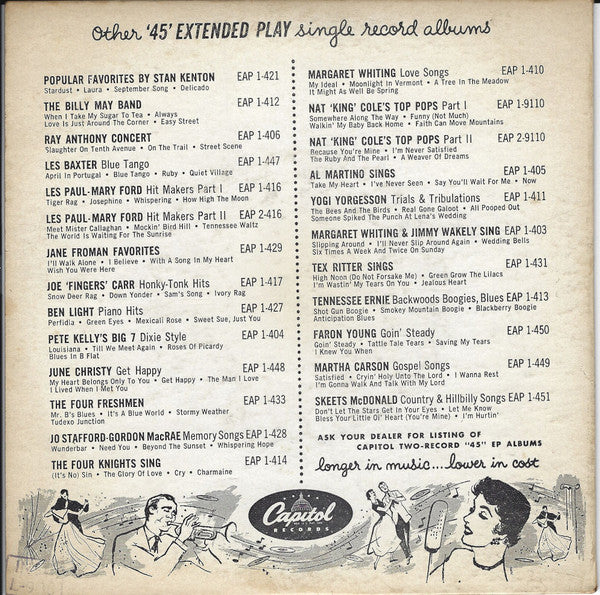 Other '45' EXTENDED PLAY single record albums
POPULAR FAVORITES BY STAN KENTON EAP 1-421
Stardust • Laura • September Song • Delicado
THE BILLY MAY BAND EAP 1-412
When I Take My Sugar To Tea • Always
Love Is Just Around The Corner • Easy Street
RAY ANTHONY CONCERT EAP 1-406
Slaughter On Tenth Avenue • On The Trail • Street Scene
LES BAXTER Blue Tango EAP 1-447
April in Portugal • Blue Tango • Ruby • Quiet Village
LES PAUL-MARY FORD Hit Makers Part I EAP 1-416
Tiger Rag • Josephine • Whispering • How High The Moon
LES PAUL-MARY FORD Hit Makers Part II EAP 2-416
Meet Mister Callaghan • Mockin' Bird Hill • Tennessee Waltz
The World Is Waiting For The Sunrise
JANE FROMAN FAVORITES EAP 1-429
I'll Walk Alone • I Believe • With A Song In My Heart
Wish You Were Here
JOE 'FINGERS' CARR Honky-Tonk Hits EAP 1-417
Snow Deer Rag • Down Yonder • Sam's Song • Ivory Rag
BEN LIGHT Piano Hits EAP 1-427
Perfidia • Green Eyes • Mexicali Rose • Sweet Sue, Just You
PETE KELLY'S BIG 7 Dixie Style EAP 1-404
Louisiana • Till We Meet Again • Roses Of Picardy
Blues In B Flat
JUNE CHRISTY Get Happy EAP 1-448
My Heart Belongs Only To You • Get Happy • The Man I Love
I Lived When I Met You
THE FOUR FRESHMEN EAP 1-433
Mr. B's Blues • It's A Blue World • Stormy Weather
Tudexo Junction
JO STAFFORD-GORDON MacRAE Memory Songs EAP 1-428
Wunderbar • Need You • Beyond The Sunset • Whispering Hope
THE FOUR KNIGHTS SING EAP 1-414
(It's No) Sin • The Glory Of Love • Cry • Charmaine
MARGARET WHITING Love Songs EAP 1-410
My Ideal • Moonlight in Vermont • A Tree In The Meadow
It Might As Well Be Spring
NAT 'KING' COLE'S TOP POPS Part I EAP 1-9110
Somewhere Along The Way • Funny (Not Much)
Walkin' My Baby Back Home • Faith Can Move Mountains
NAT 'KING' COLE'S TOP POPS Part II EAP 2-9110
Because You're Mine • I'm Never Satisfied
The Ruby And The Pearl • A Weaver Of Dreams
AL MARTINO SINGS EAP 1-405
Take My Heart • I've Never Seen • Say You'll Wait For Me • Now
YOGI YORGESSON Trials & Tribulations EAP 1-411
The Bees And The Birds • Real Gone Galoot • All Pooped Out
Someone Spiked The Punch At Lena's Wedding
MARGARET WHITING & JIMMY WAKELY SING EAP 1-403
Slipping Around • I'll Never Slip Around Again • Wedding Bells
Six Times A Week And Twice On Sunday
TEX RITTER SINGS EAP 1-431
High Noon (Do Not Forsake Me) • Green Grow The Lilacs
I'm Wastin' My Tears On You • Jealous Heart
TENNESSEE ERNIE Backwoods Boogies, Blues EAP 1-413
Shot Gun Boogie • Smokey Mountain Boogie • Blackberry Boogie
Anticipation Blues
FARON YOUNG Goin' Steady EAP 1-450
Goin' Steady • Tattle Tale Tears • Saving My Tears
I Knew You When
MARTHA CARSON Gospel Songs EAP 1-449
Satisfied • Cryin' Holy Unto The Lord • I Wanna Rest
I'm Gonna Walk And Talk With My Lord
SKEETS McDONALD Country & Hillbilly Songs EAP 1-451
Don't Let The Stars Get In Your Eyes • Let Me Know
Bless Your Little Ol' Heart (You're Mine) • I'm Hurtin'
ASK YOUR DEALER FOR LISTING OF
CAPITOL TWO-RECORD "45" EP ALBUMS
longer in music... lower in cost
Capitol
RECORDS